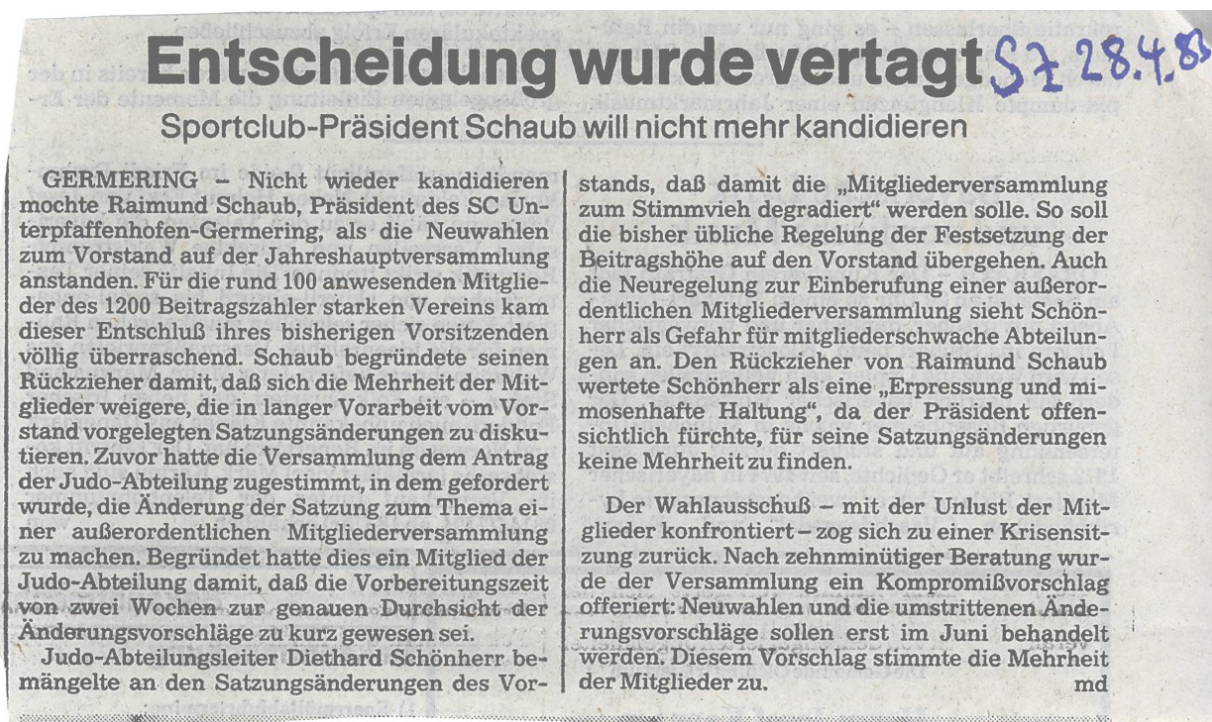 Entscheidung wurde vertagt SZ 28.4.83
Sportclub-Präsident Schaub will nicht mehr kandidieren
GERMERING – Nicht wieder kandidieren
mochte Raimund Schaub, Präsident des SC Un-
terpfaffenhofen-Germering, als die Neuwahlen
zum Vorstand auf der Jahreshauptversammlung
anstanden. Für die rund 100 anwesenden Mitglie-
der des 1200 Beitragszahler starken Vereins kam
dieser Entschluß ihres bisherigen Vorsitzenden
völlig überraschend. Schaub begründete seinen
Rückzieher damit, daß sich die Mehrheit der Mit-
glieder weigere, die in langer Vorarbeit vom Vor-
stand vorgelegten Satzungsänderungen zu disku-
tieren. Zuvor hatte die Versammlung dem Antrag
der Judo-Abteilung zugestimmt, in dem gefordert
wurde, die Änderung der Satzung zum Thema ei-
ner außerordentlichen Mitgliederversammlung
zu machen. Begründet hatte dies ein Mitglied der
Judo-Abteilung damit, daß die Vorbereitungszeit
von zwei Wochen zur genauen Durchsicht der
Änderungsvorschläge zu kurz gewesen sei.
Judo-Abteilungsleiter Diethard Schönherr be-
mängelte an den Satzungsänderungen des Vor-
stands, daß damit die „Mitgliederversammlung
zum Stimmvieh degradiert“ werden solle. So soll
die bisher übliche Regelung der Festsetzung der
Beitragshöhe auf den Vorstand übergehen. Auch
die Neuregelung zur Einberufung einer außeror-
dentlichen Mitgliederversammlung sieht Schön-
herr als Gefahr für mitgliederschwache Abteilun-
gen an. Den Rückzieher von Raimund Schaub
wertete Schönherr als eine „Erpressung und mi-
mosenhafte Haltung“, da der Präsident offen-
sichtlich fürchte, für seine Satzungsänderungen
keine Mehrheit zu finden.
Der Wahlausschuß – mit der Unlust der Mit-
glieder konfrontiert – zog sich zu einer Krisensit-
zung zurück. Nach zehnminütiger Beratung wur-
de der Versammlung ein Kompromißvorschlag
offeriert: Neuwahlen und die umstrittenen Ände-
rungsvorschläge sollen erst im Juni behandelt
werden. Diesem Vorschlag stimmte die Mehrheit
der Mitglieder zu. md